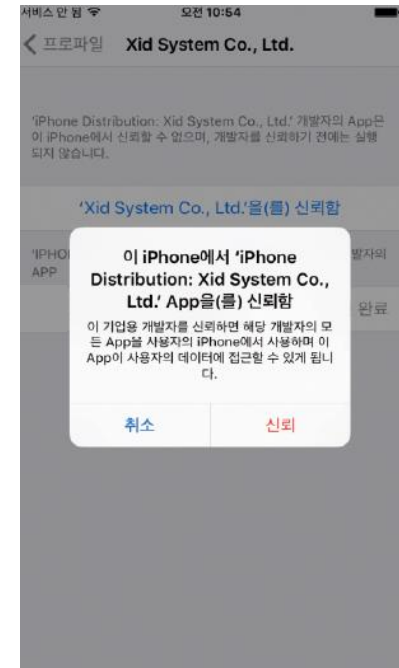 서비스 안 됨 오전 10:54
프로파일 Xid System Co., Ltd.
'iPhone Distribution: Xid System Co., Ltd.' 개발자의 App은
이 iPhone에서 신뢰할 수 없으며, 개발자를 신뢰하기 전에는 실행
되지 않습니다.
'Xid System Co., Ltd.'을(를) 신뢰함
'IPHO 발자의
APP
완료
이 iPhone에서 'iPhone
Distribution: Xid System Co.,
Ltd.' App을(를) 신뢰함
이 기업용 개발자를 신뢰하면 해당 개발자의 모
든 App을 사용자의 iPhone에서 사용하며 이
App이 사용자의 데이터에 접근할 수 있게 됩니
다.
취소 신뢰